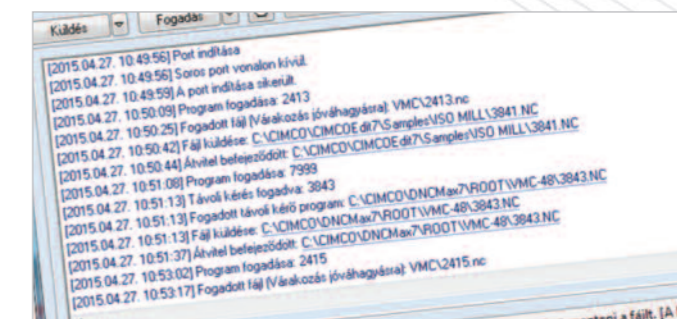 Küldés Fogadás
[2015.04.27. 10:49:56] Port indítása
[2015.04.27. 10:49:56] Soros port vonalon kívül.
[2015.04.27. 10:49:59] A port indítása sikerült.
[2015.04.27. 10:50:09] Program fogadása: 2413
[2015.04.27. 10:50:25] Fogadott fájl (Várakozás jóváhagyásra): VMC\2413.nc
[2015.04.27. 10:50:42] Fájl küldése: C:\CIMCO\CIMCOEdit7\Samples\ISO MILL\3841.NC
[2015.04.27. 10:50:44] Átvitel befejeződött: C:\CIMCO\CIMCOEdit7\Samples\ISO MILL\3841.NC
[2015.04.27. 10:51:08] Program fogadása: 7999
[2015.04.27. 10:51:13] Távoli kérés fogadva: 3843
[2015.04.27. 10:51:13] Fogadott távoli kérő program: C:\CIMCO\DNCMax7\ROOT\VMC-48\3843.NC
[2015.04.27. 10:51:13] Fájl küldése: C:\CIMCO\DNCMax7\ROOT\VMC-48\3843.NC
[2015.04.27. 10:51:37] Átvitel befejeződött: C:\CIMCO\DNCMax7\ROOT\VMC-48\3843.NC
[2015.04.27. 10:53:02] Program fogadása: 2415
[2015.04.27. 10:53:17] Fogadott fájl (Várakozás jóváhagyásra): VMC\2415.nc
a fájlt. [A